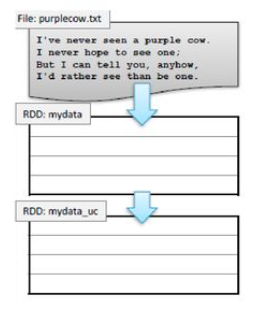 File: purplecow.txt
I've never seen a purple cow.
I never hope to see one;
But I can tell you, anyhow,
I'd rather see than be one.
RDD: mydata
RDD: mydata_uc